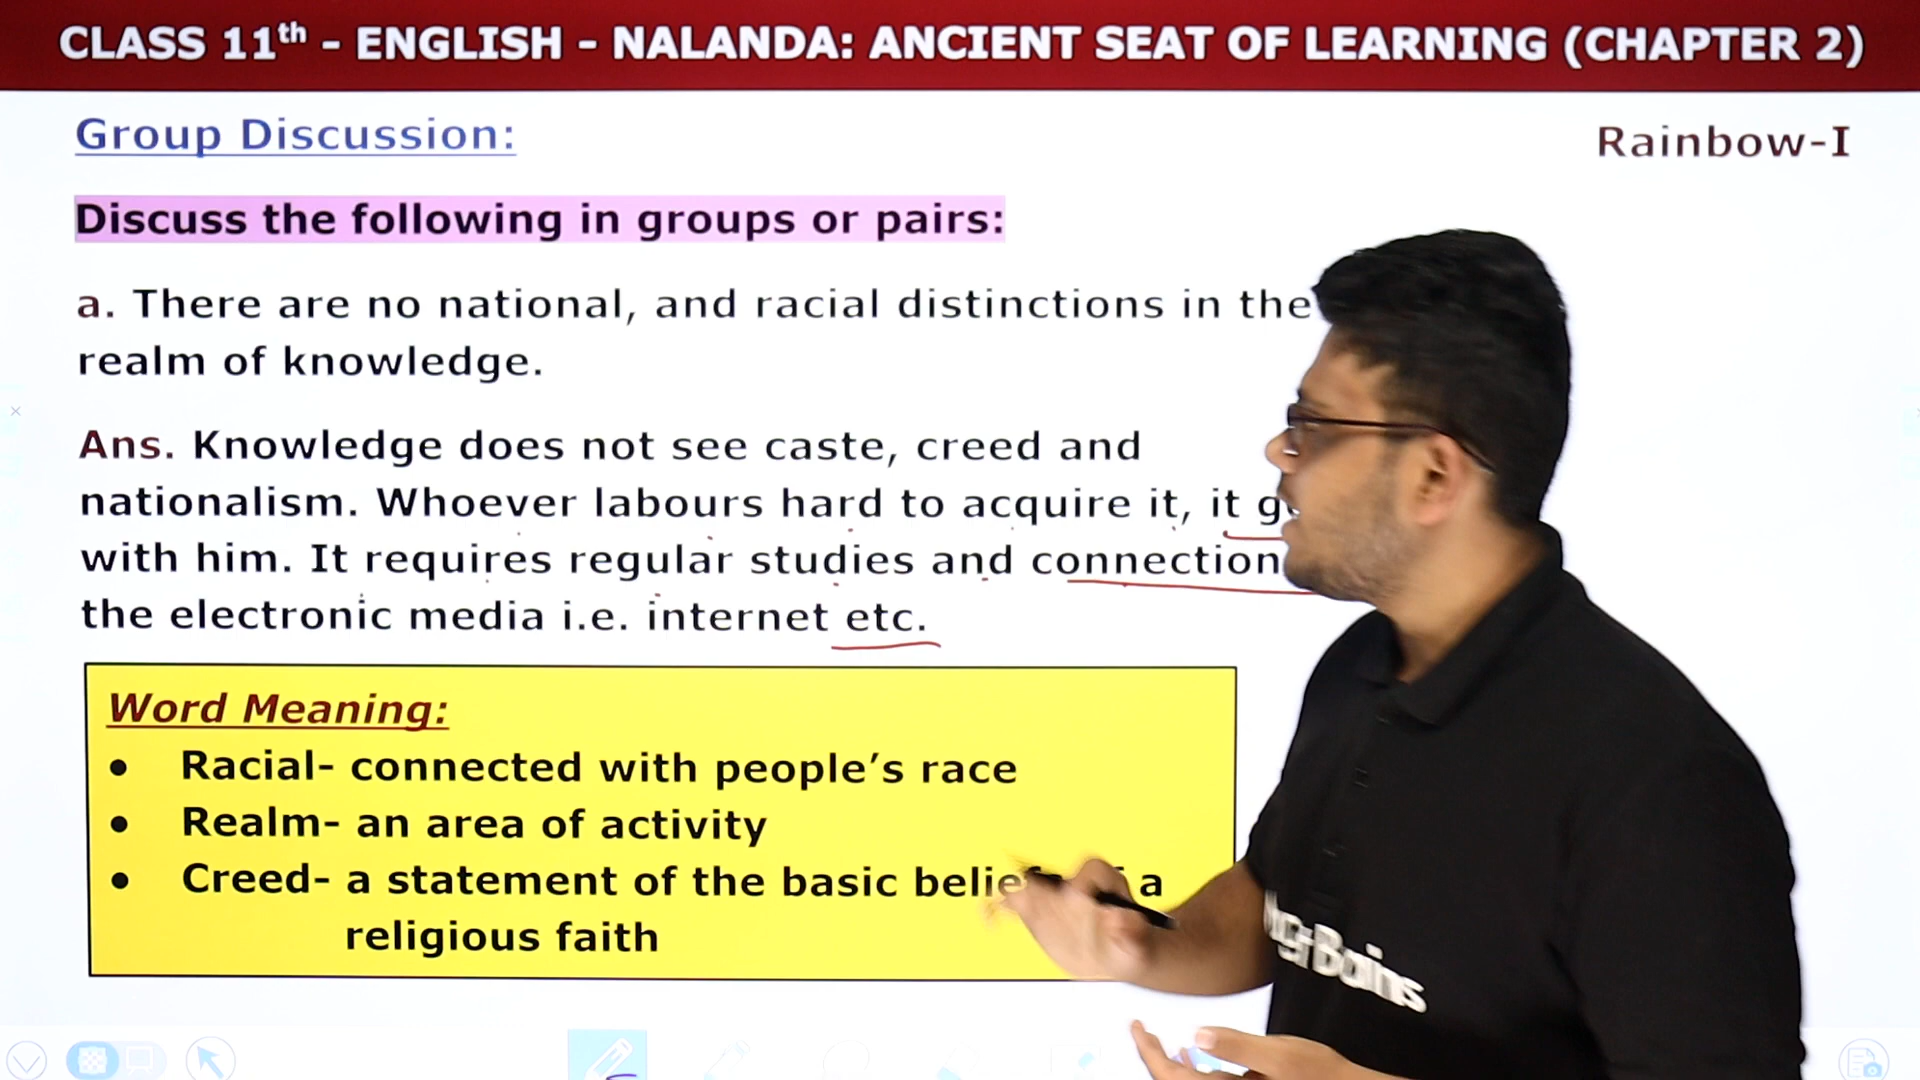 CLASS 11th - ENGLISH - NALANDA: ANCIENT SEAT OF LEARNING (CHAPTER 2)
Group Discussion:
Rainbow-I
Discuss the following in groups or pairs:
a. There are no national, and racial distinctions in the
realm of knowledge.
Ans. Knowledge does not see caste, creed and
nationalism. Whoever labours hard to acquire it, it
with him. It requires regular studies and connection
the electronic media i.e. internet etc.
Word Meaning:
● Racial- connected with people's race
● Realm- an area of activity
● Creed- a statement of the basic a
religious faith